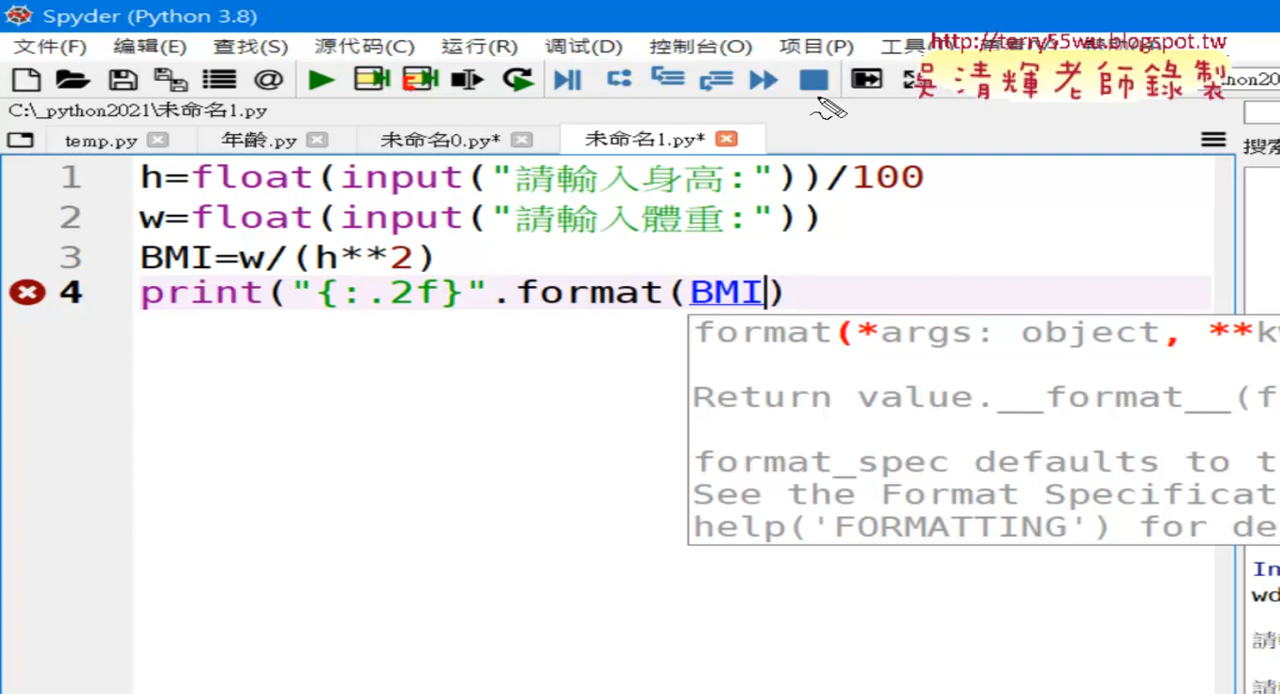 Spyder (Python 3.8)
文件(F) 编辑(E) 查找(S) 源代码(C) 运行(R) 调试(D) 控制台(O) 项目(P)
http://terry55wu.blogspot.tw
吳清輝老師錄製
C:\_python2021\未命名1.py
temp.py 年齡.py 未命名0.py* 未命名1.py*
搜索
1 h=float(input("請輸入身高:"))/100
2 w=float(input("請輸入體重:"))
3 BMI=w/(h**2)
4 print("{:.2f}".format(BMI)
format(*args: object, **k
Return value.__format__(f
format_spec defaults to t
See the Format Specificat
help('FORMATTING') for de
In
wd